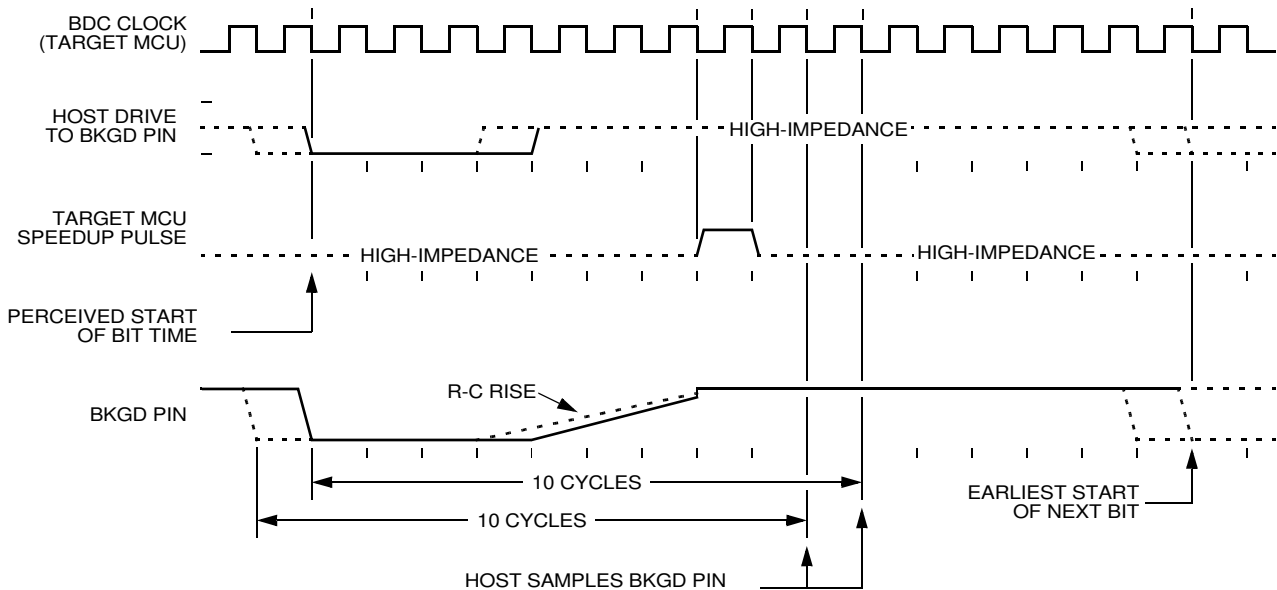 BDC CLOCK
(TARGET MCU)
HOST DRIVE
TO BKGD PIN
HIGH-IMPEDANCE
TARGET MCU
SPEEDUP PULSE
HIGH-IMPEDANCE
HIGH-IMPEDANCE
PERCEIVED START
OF BIT TIME
R-C RISE
BKGD PIN
10 CYCLES
EARLIEST START
OF NEXT BIT
10 CYCLES
HOST SAMPLES BKGD PIN